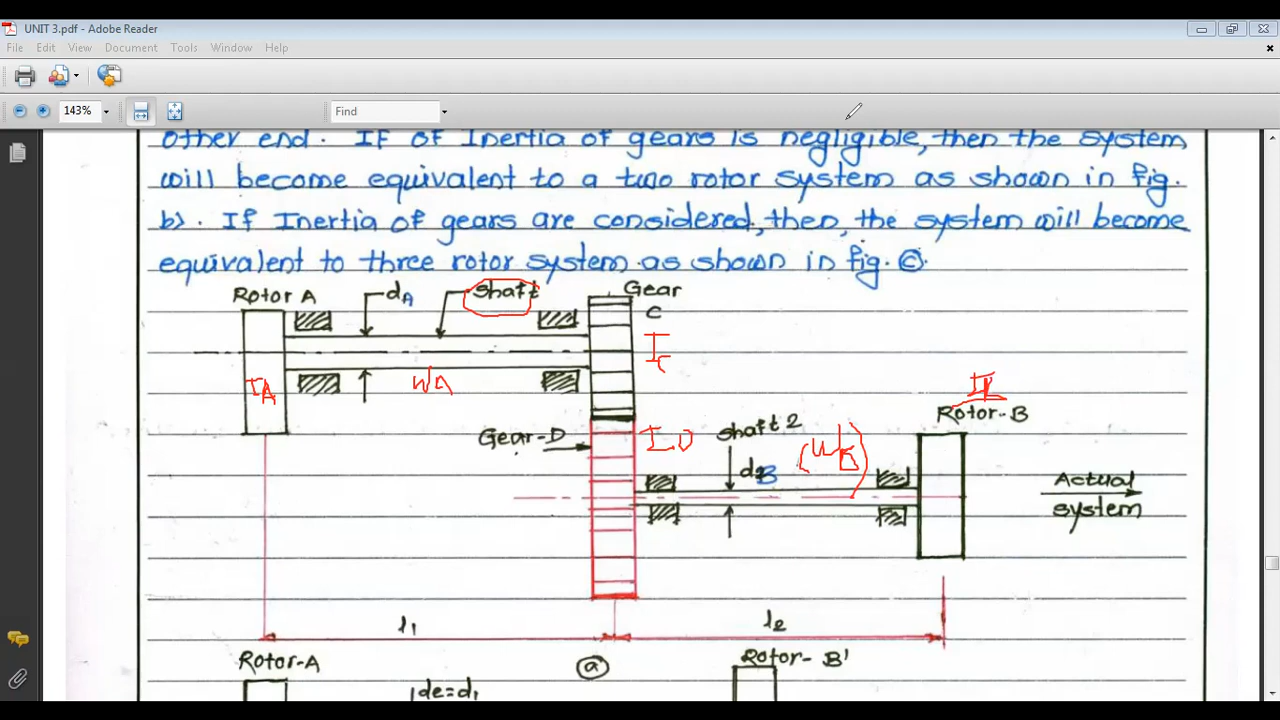 UNIT 3.pdf - Adobe Reader
File Edit View Document Tools Window Help
143% Find
other end. If of Inertia of gears is negligible, then the system
will become equivalent to a two rotor system as shown in fig.
b). If Inertia of gears are considered, then, the system will become
equivalent to three rotor system as shown in fig. C.
Rotor A
dA
shaft
Gear
C
IC
IA
WA
Gear-D
ID
shaft 2
dB
Rotor-B
Actual
system
l1
l2
a
Rotor-A
Rotor-B'
de=d1